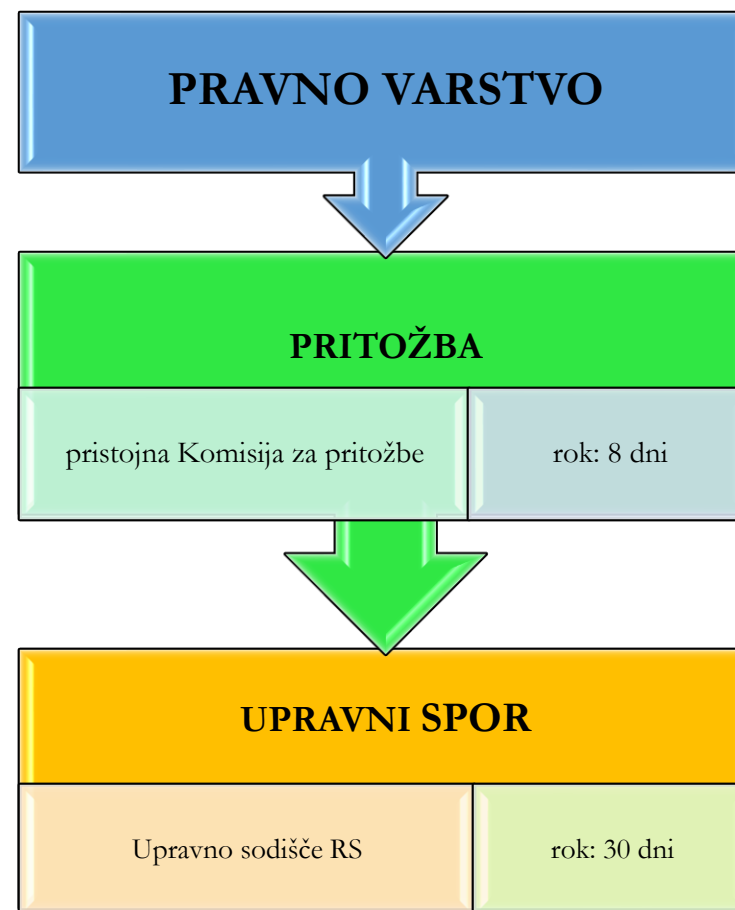 PRAVNO VARSTVO
PRITOŽBA
pristojna Komisija za pritožbe
rok: 8 dni
UPRAVNI SPOR
Upravno sodišče RS
rok: 30 dni